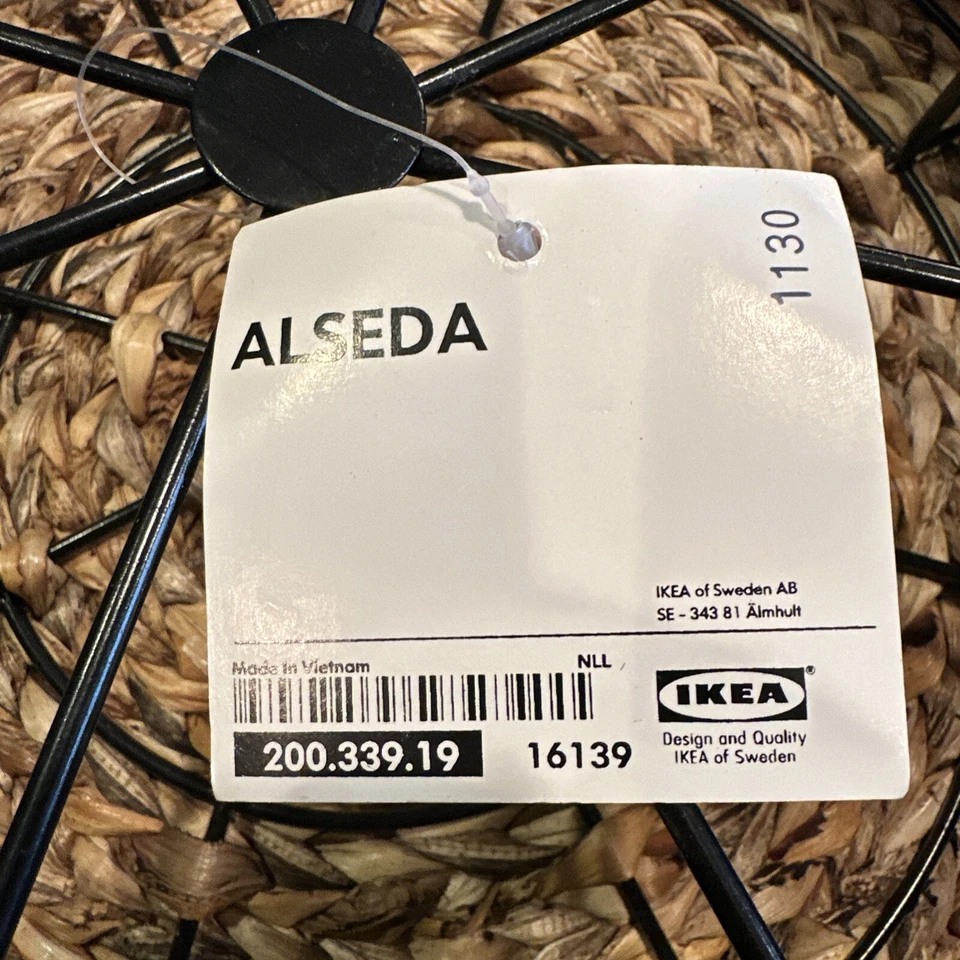 1130
ALSEDA
IKEA of Sweden AB
SE - 343 81 Älmhult
Made in Vietnam
NLL
IKEA®
200.339.19
16139
Design and Quality
IKEA of Sweden